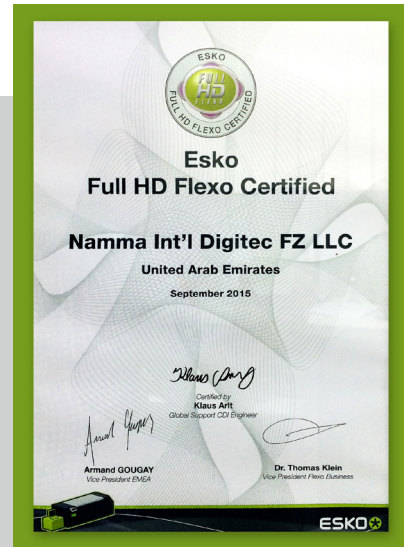 ESKO
FULL
HD
FLEXO
FULL HD FLEXO CERTIFIED
Esko
Full HD Flexo Certified
Namma Int'l Digitec FZ LLC
United Arab Emirates
September 2015
Certified by
Klaus Arit
Global Support CDI Engineer
Armand GOUGAY
Vice President EMEA
Dr. Thomas Klein
Vice President Flexo Business
ESKO